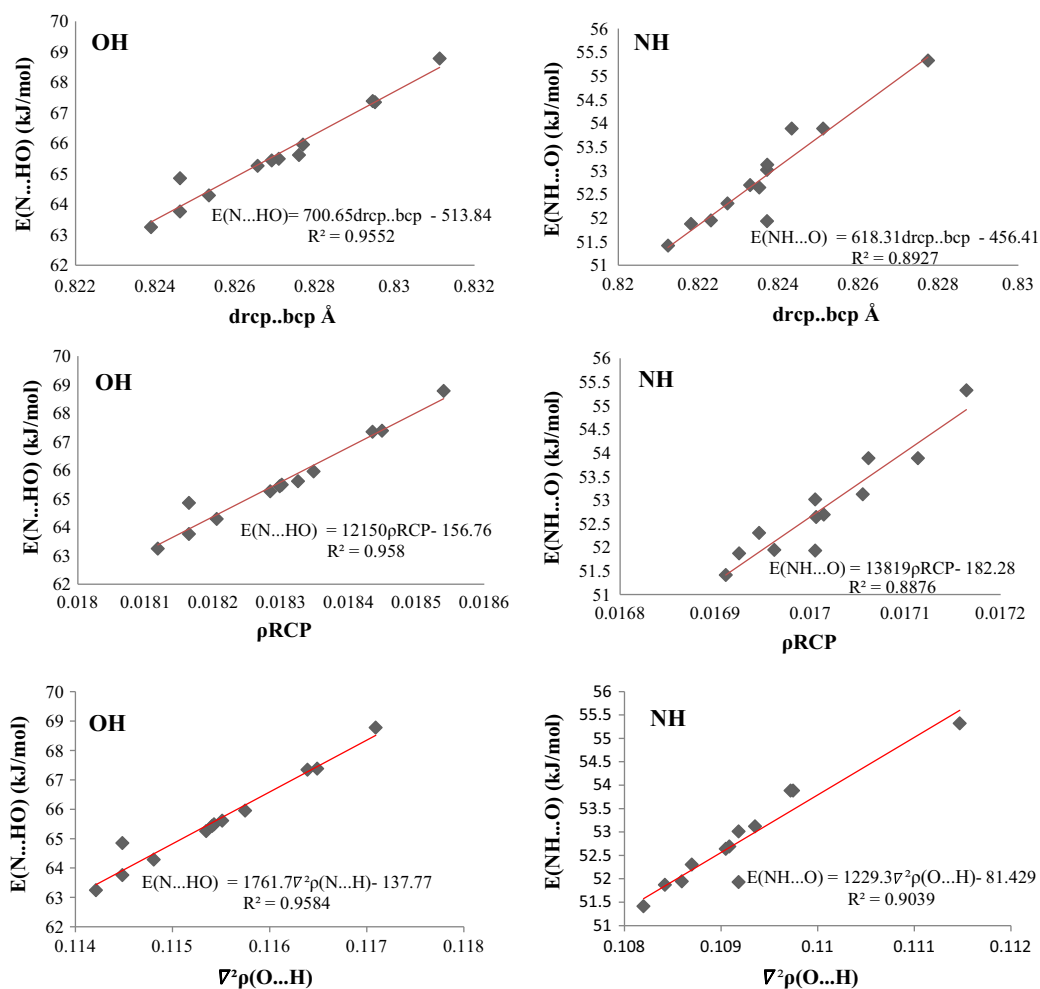 OH
E(N...HO) (kJ/mol)
70
69
68
67
66
65
64
63
62
E(N...HO)= 700.65drcp..bcp - 513.84
R² = 0.9552
0.822 0.824 0.826 0.828 0.83 0.832
drcp..bcp Å
NH
E(NH...O) (kJ/mol)
56
55.5
55
54.5
54
53.5
53
52.5
52
51.5
51
E(NH...O) = 618.31drcp..bcp - 456.41
R² = 0.8927
0.82 0.822 0.824 0.826 0.828 0.83
drcp..bcp Å
OH
E(N...HO) (kJ/mol)
70
69
68
67
66
65
64
63
62
E(N...HO) = 12150ρRCP- 156.76
R² = 0.958
0.018 0.0181 0.0182 0.0183 0.0184 0.0185 0.0186
ρRCP
NH
E(NH...O) (kJ/mol)
56
55.5
55
54.5
54
53.5
53
52.5
52
51.5
51
E(NH...O) = 13819ρRCP- 182.28
R² = 0.8876
0.0168 0.0169 0.017 0.0171 0.0172
ρRCP
OH
E(N...HO) (kJ/mol)
70
69
68
67
66
65
64
63
62
E(N...HO) = 1761.7∇²ρ(N...H)- 137.77
R² = 0.9584
0.114 0.115 0.116 0.117 0.118
∇²ρ(O...H)
NH
E(NH...O) (kJ/mol)
56
55.5
55
54.5
54
53.5
53
52.5
52
51.5
51
E(NH...O) = 1229.3∇²ρ(O...H)- 81.429
R² = 0.9039
0.108 0.109 0.11 0.111 0.112
∇²ρ(O...H)